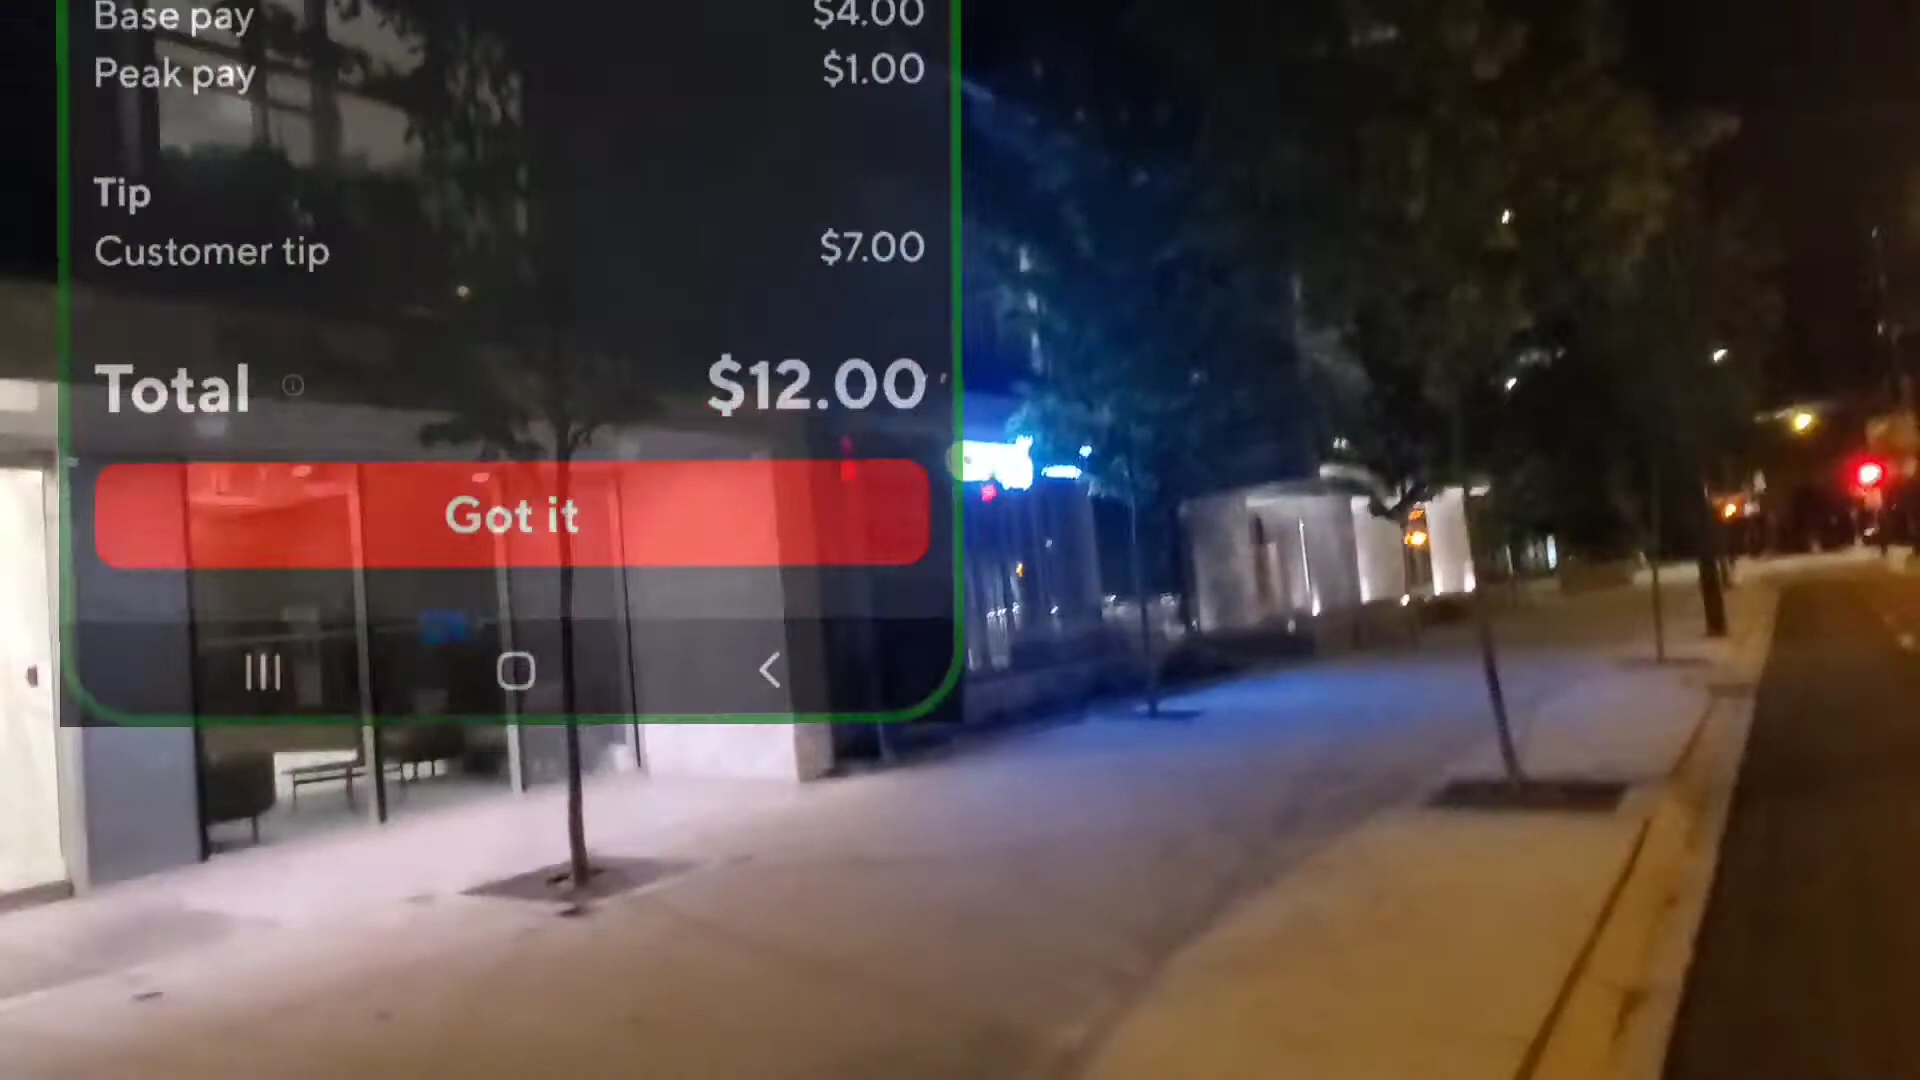 Base pay $4.00
Peak pay $1.00
Tip
Customer tip $7.00
Total $12.00
Got it